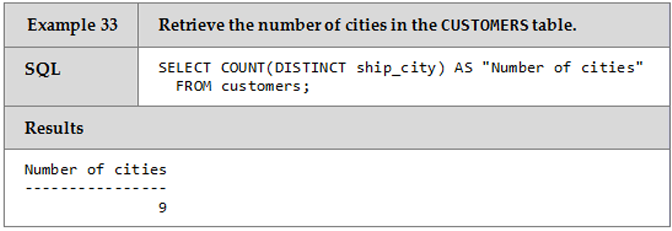 Example 33 Retrieve the number of cities in the CUSTOMERS table.
SQL SELECT COUNT(DISTINCT ship_city) AS "Number of cities"
FROM customers;
Results
Number of cities
----------------
9